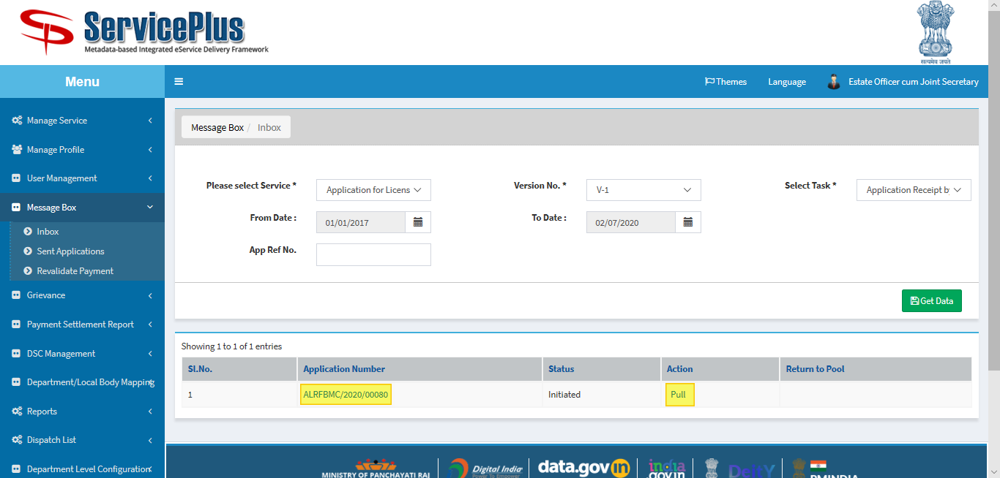 ServicePlus
Metadata-based Integrated eService Delivery Framework
सत्यमेव जयते
Menu
Themes
Language
Estate Officer cum Joint Secretary
Manage Service
Manage Profile
User Management
Message Box
Inbox
Sent Applications
Revalidate Payment
Grievance
Payment Settlement Report
DSC Management
Department/Local Body Mapping
Reports
Dispatch List
Department Level Configuration
Message Box / Inbox
Please select Service *
Application for Licens
Version No. *
V-1
Select Task *
Application Receipt by
From Date :
01/01/2017
To Date :
02/07/2020
App Ref No.
Get Data
Showing 1 to 1 of 1 entries
Sl.No. Application Number Status Action Return to Pool
1 ALRFBMC/2020/00080 Initiated Pull
MINISTRY OF PANCHAYATI RAJ
Digital India
Power To Empower
data.gov in
india
.gov.in
DeitY
PMINDIA